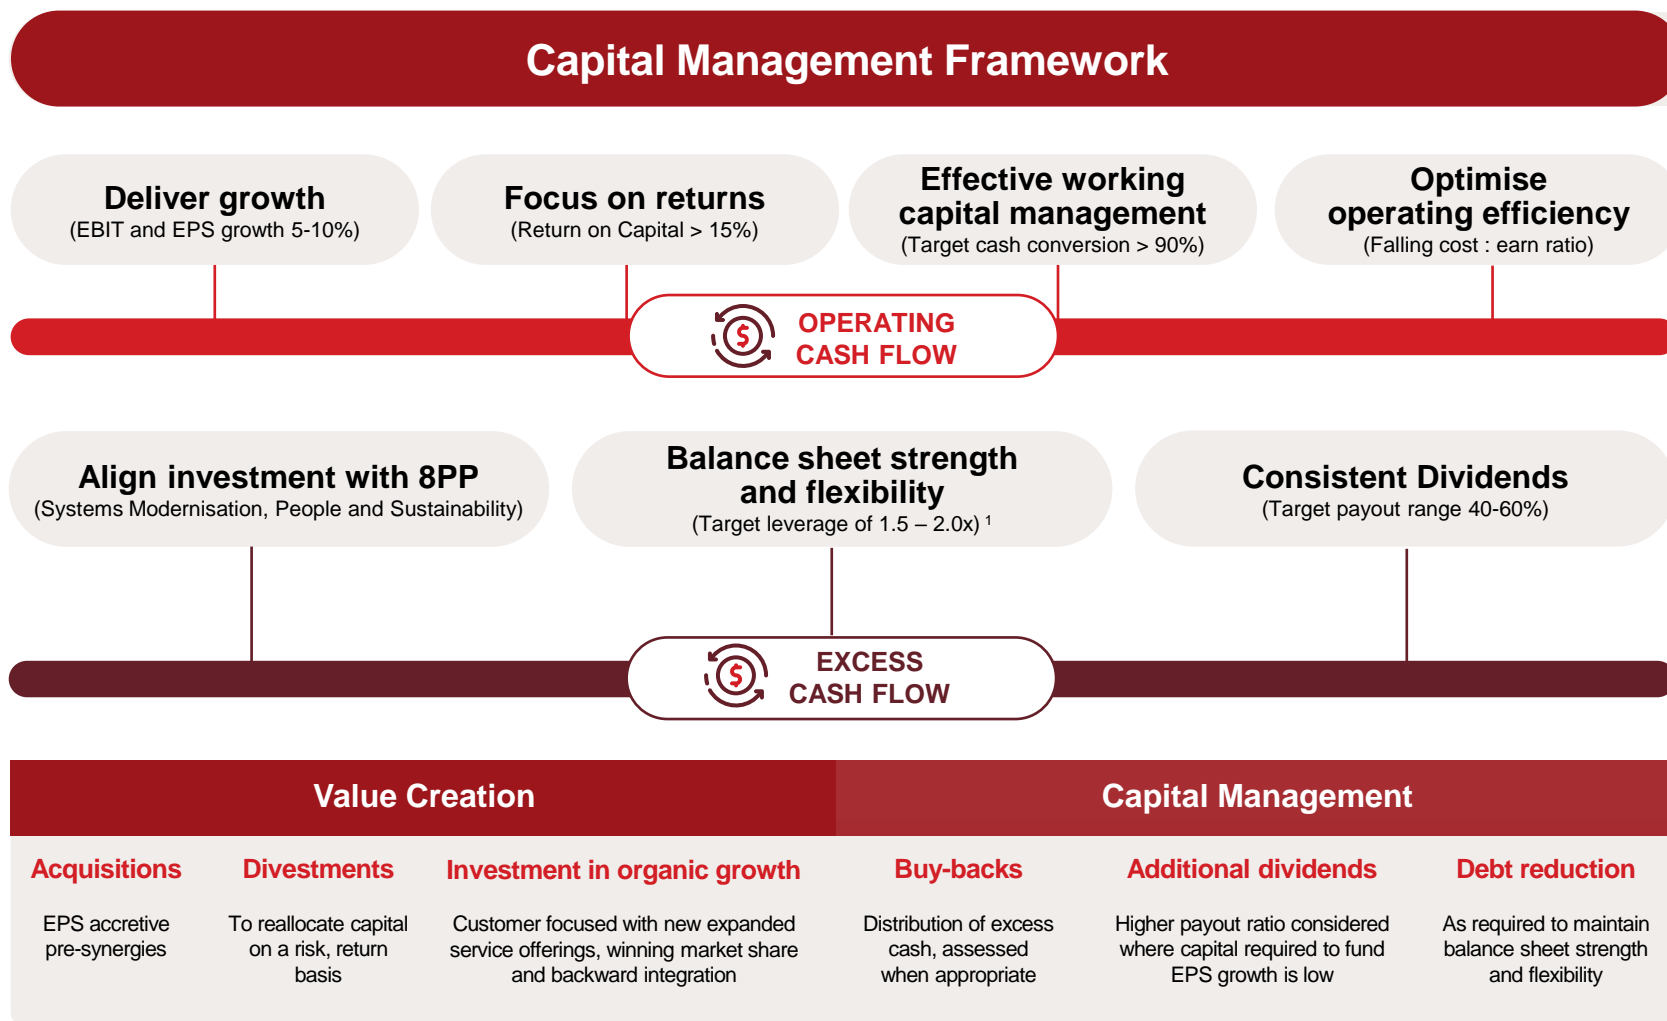 Capital Management Framework
Deliver growth
(EBIT and EPS growth 5-10%)
Focus on returns
(Return on Capital > 15%)
Effective working
capital management
(Target cash conversion > 90%)
Optimise
operating efficiency
(Falling cost : earn ratio)
$
OPERATING
CASH FLOW
Align investment with 8PP
(Systems Modernisation, People and Sustainability)
Balance sheet strength
and flexibility
(Target leverage of 1.5 – 2.0x) ¹
Consistent Dividends
(Target payout range 40-60%)
$
EXCESS
CASH FLOW
Value Creation
Acquisitions
EPS accretive
pre-synergies
Divestments
To reallocate capital
on a risk, return
basis
Investment in organic growth
Customer focused with new expanded
service offerings, winning market share
and backward integration
Capital Management
Buy-backs
Distribution of excess
cash, assessed
when appropriate
Additional dividends
Higher payout ratio considered
where capital required to fund
EPS growth is low
Debt reduction
As required to maintain
balance sheet strength
and flexibility